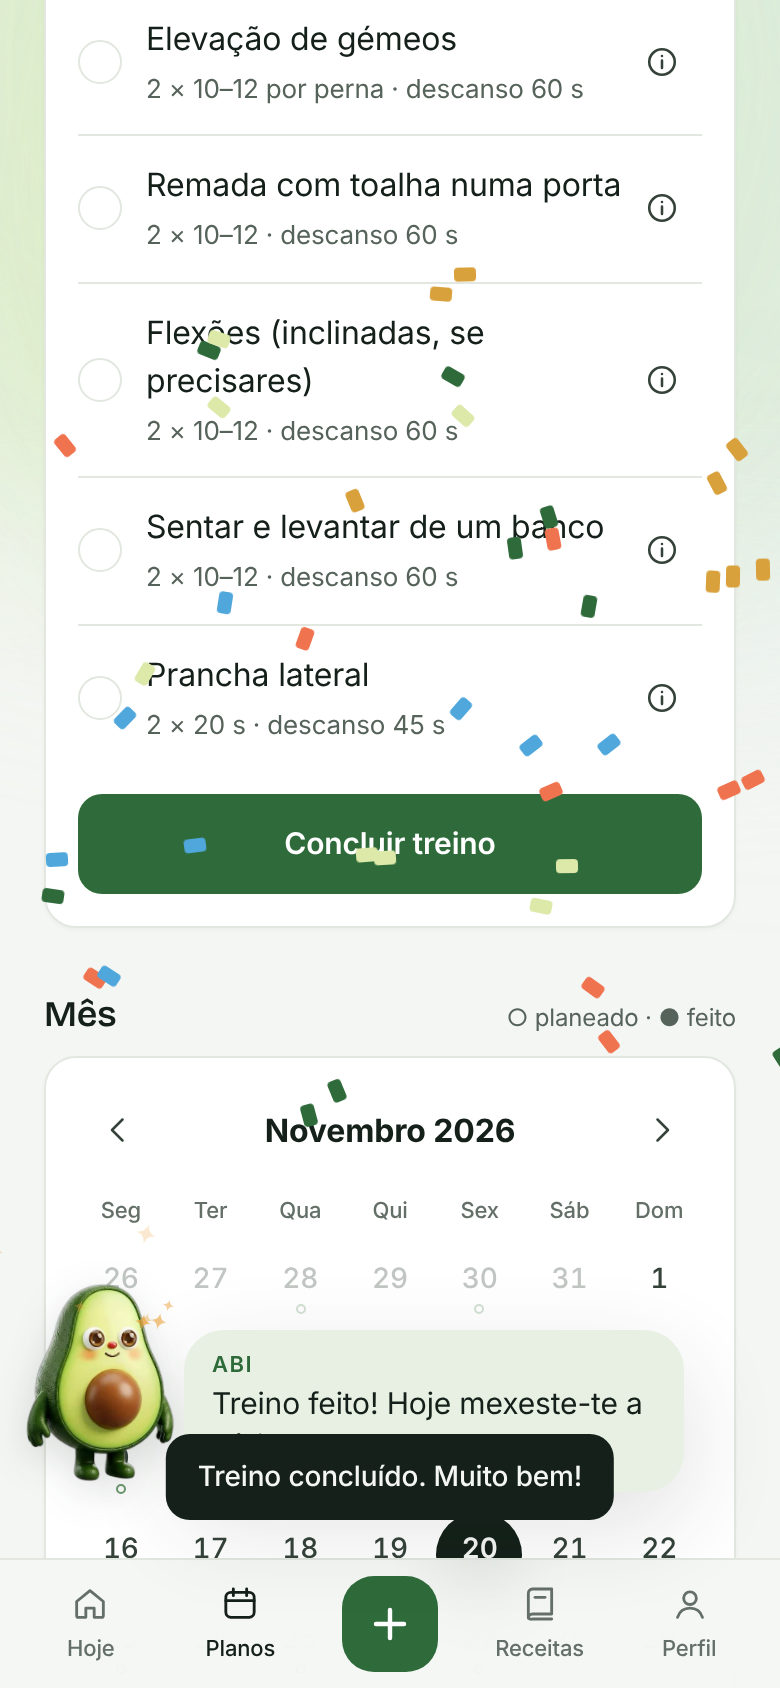 Elevação de gémeos
2 × 10–12 por perna · descanso 60 s
Remada com toalha numa porta
2 × 10–12 · descanso 60 s
Flexões (inclinadas, se
precisares)
2 × 10–12 · descanso 60 s
Sentar e levantar de um banco
2 × 10–12 · descanso 60 s
Prancha lateral
2 × 20 s · descanso 45 s
Concluir treino
Mês
planeado · feito
Novembro 2026
Seg Ter Qua Qui Sex Sáb Dom
26 27 28 29 30 31 1
ABI
Treino feito! Hoje mexeste-te a
Treino concluído. Muito bem!
16 17 18 19 20 21 22
Hoje Planos Receitas Perfil